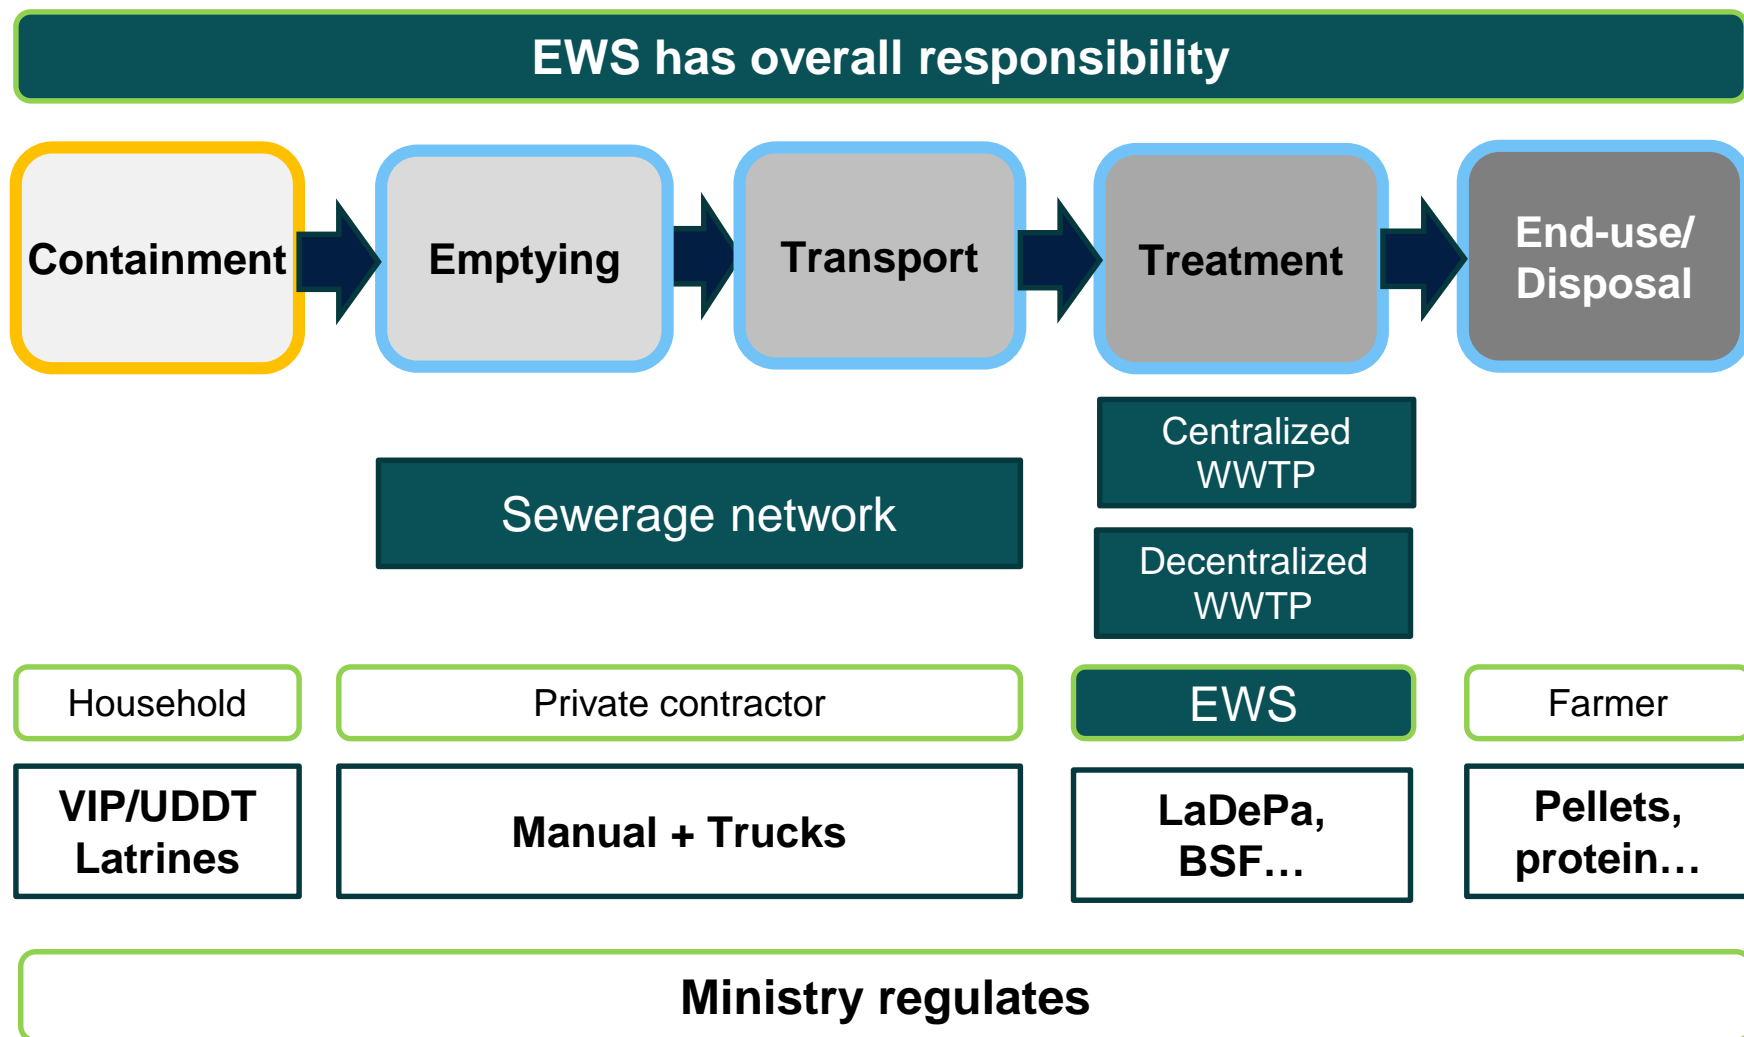 EWS has overall responsibility
Containment
Emptying
Transport
Treatment
End-use/
Disposal
Centralized
WWTP
Sewerage network
Decentralized
WWTP
Household
Private contractor
EWS
Farmer
VIP/UDDT
Latrines
Manual + Trucks
LaDePa,
BSF…
Pellets,
protein…
Ministry regulates